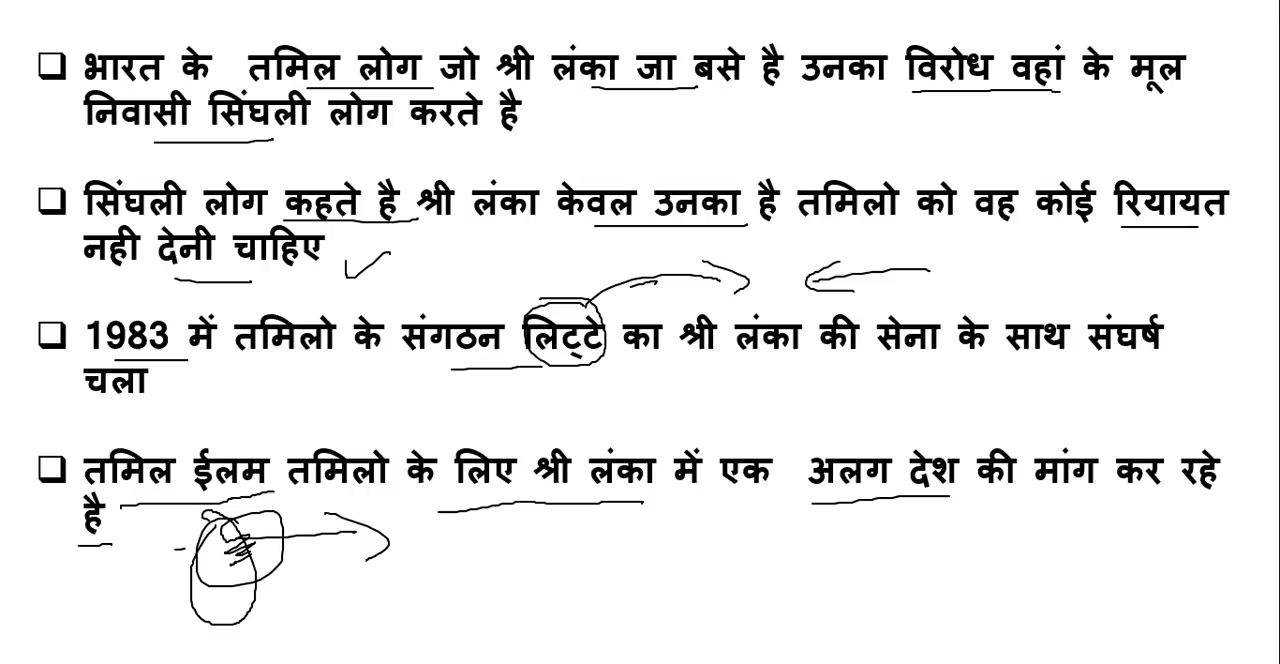 भारत के तमिल लोग जो श्री लंका जा बसे है उनका विरोध वहां के मूल
निवासी सिंघली लोग करते है
सिंघली लोग कहते है श्री लंका केवल उनका है तमिलो को वह कोई रियायत
नही देनी चाहिए
1983 में तमिलो के संगठन लिट्टे का श्री लंका की सेना के साथ संघर्ष
चला
तमिल ईलम तमिलो के लिए श्री लंका में एक अलग देश की मांग कर रहे
है